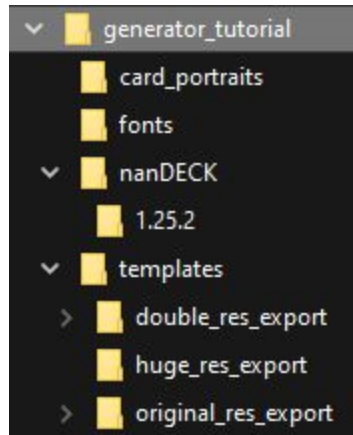 generator_tutorial
card_portraits
fonts
nanDECK
1.25.2
templates
double_res_export
huge_res_export
original_res_export